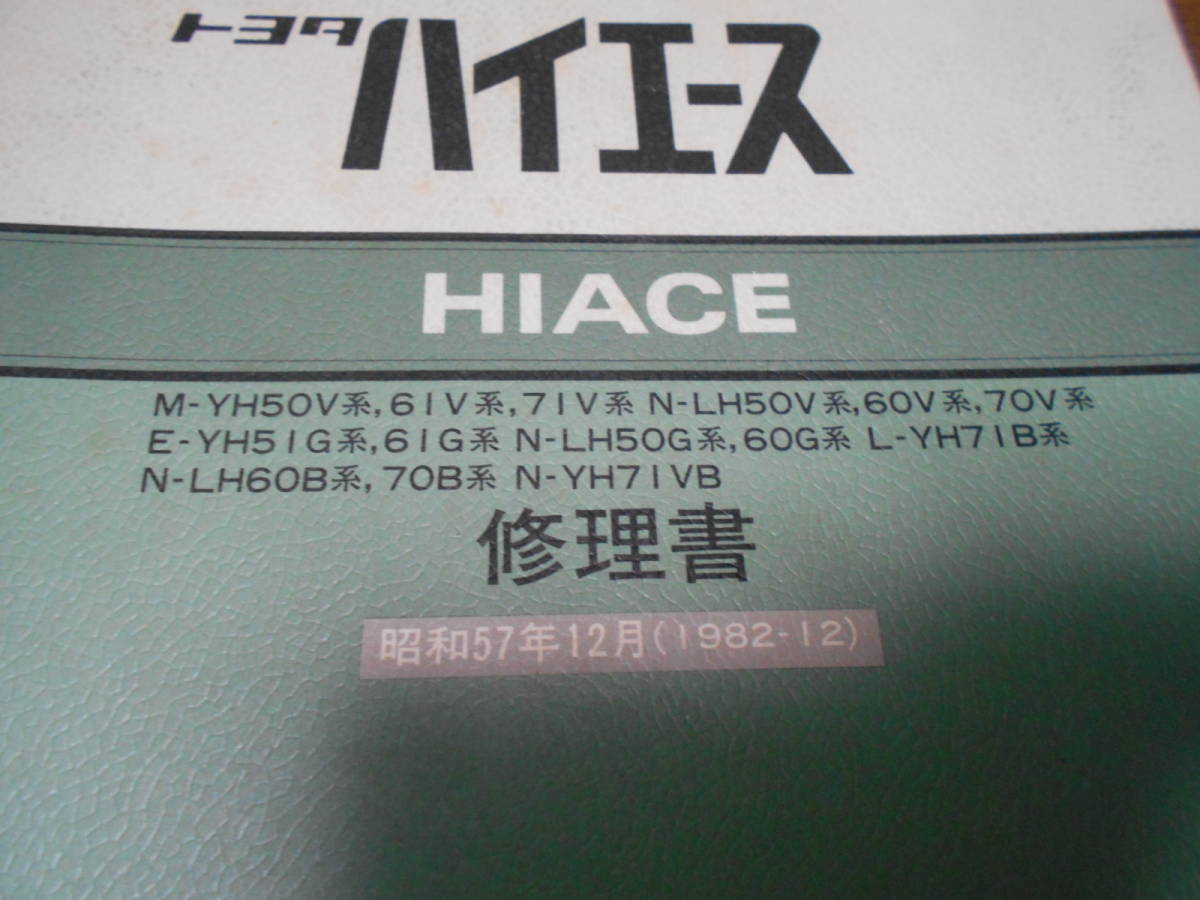 トヨタ ハイエース
HIACE
M-YH50V系,61V系,71V系 N-LH50V系,60V系,70V系
E-YH51G系,61G系 N-LH50G系,60G系 L-YH71B系
N-LH60B系,70B系 N-YH71VB
修理書
昭和57年12月(1982-12)